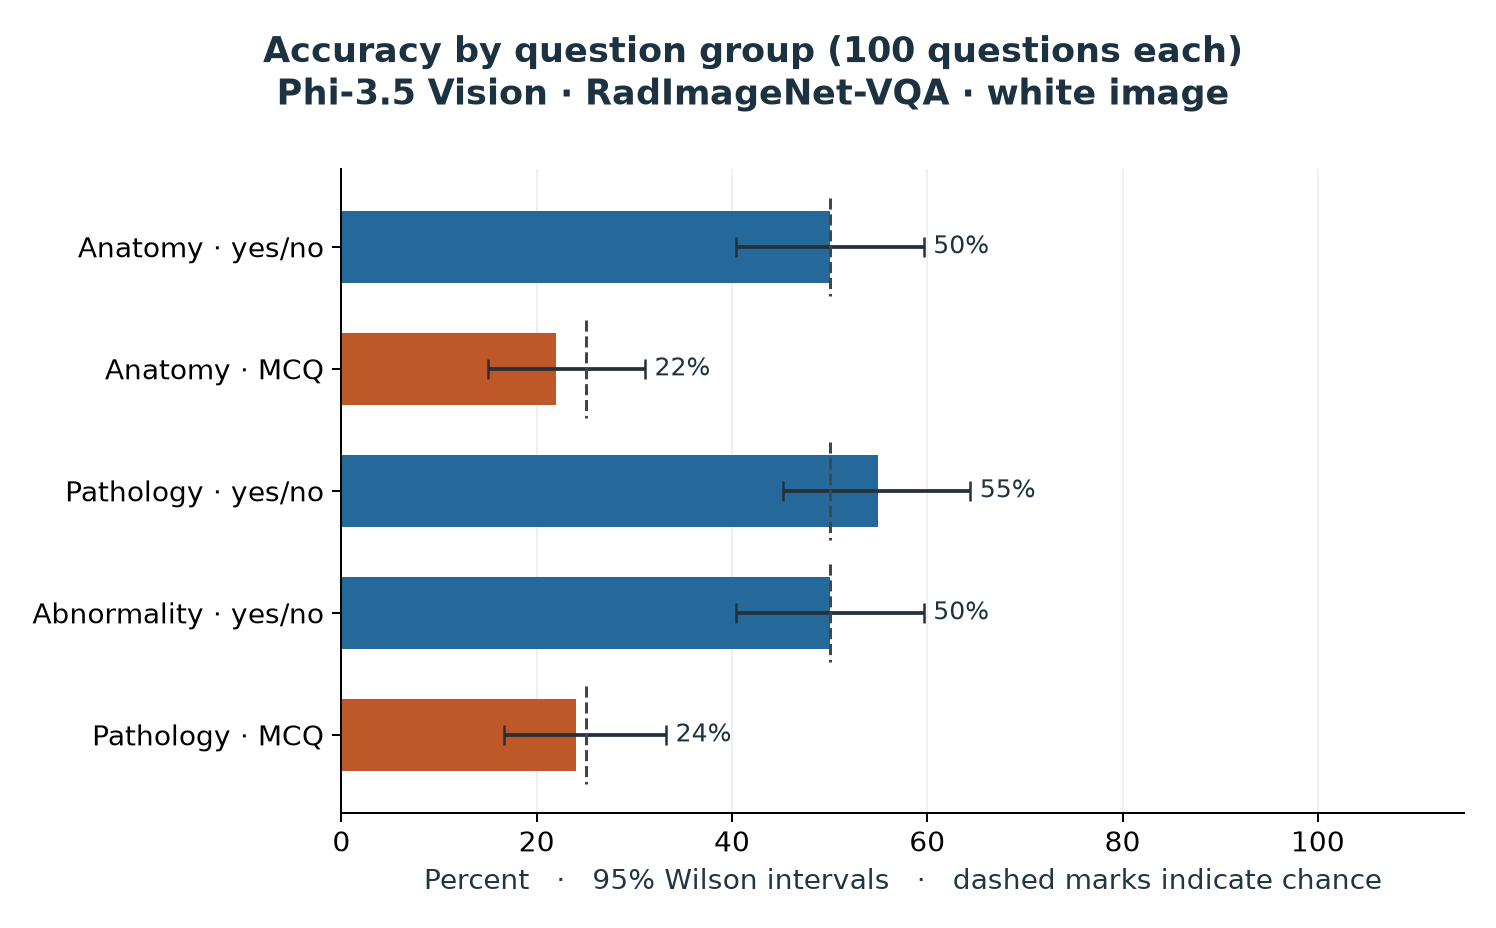 Accuracy by question group (100 questions each)
Phi-3.5 Vision · RadImageNet-VQA · white image
Anatomy · yes/no
50%
Anatomy · MCQ
22%
Pathology · yes/no
55%
Abnormality · yes/no
50%
Pathology · MCQ
24%
0 20 40 60 80 100
Percent · 95% Wilson intervals · dashed marks indicate chance